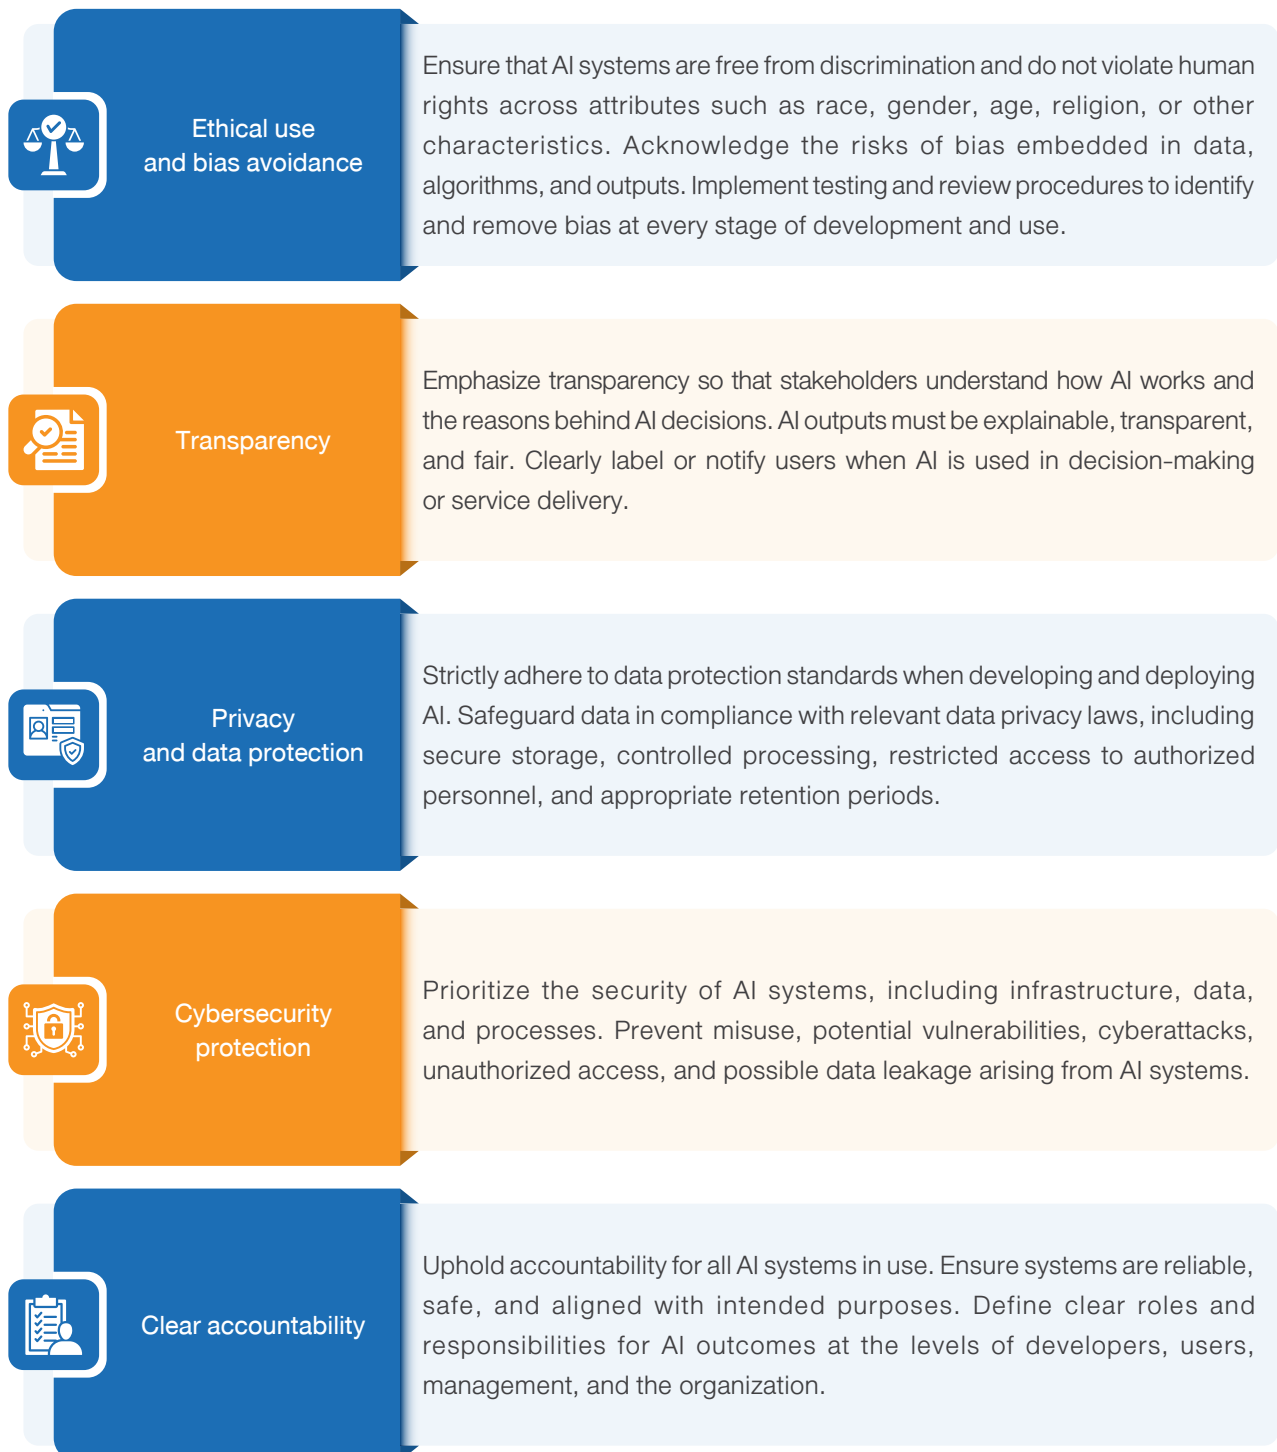 Ethical use
and bias avoidance
Ensure that AI systems are free from discrimination and do not violate human
rights across attributes such as race, gender, age, religion, or other
characteristics. Acknowledge the risks of bias embedded in data,
algorithms, and outputs. Implement testing and review procedures to identify
and remove bias at every stage of development and use.
Transparency
Emphasize transparency so that stakeholders understand how AI works and
the reasons behind AI decisions. AI outputs must be explainable, transparent,
and fair. Clearly label or notify users when AI is used in decision-making
or service delivery.
Privacy
and data protection
Strictly adhere to data protection standards when developing and deploying
AI. Safeguard data in compliance with relevant data privacy laws, including
secure storage, controlled processing, restricted access to authorized
personnel, and appropriate retention periods.
Cybersecurity
protection
Prioritize the security of AI systems, including infrastructure, data,
and processes. Prevent misuse, potential vulnerabilities, cyberattacks,
unauthorized access, and possible data leakage arising from AI systems.
Clear accountability
Uphold accountability for all AI systems in use. Ensure systems are reliable,
safe, and aligned with intended purposes. Define clear roles and
responsibilities for AI outcomes at the levels of developers, users,
management, and the organization.